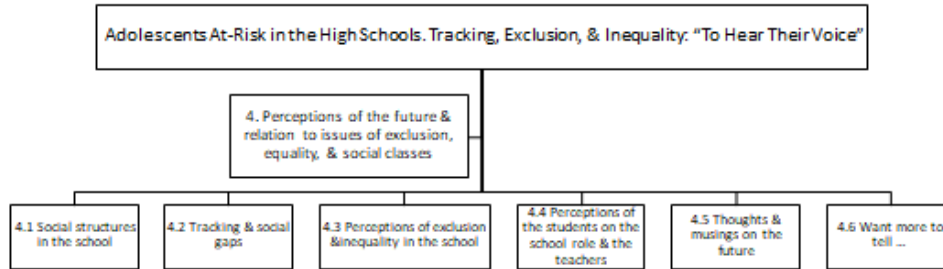 Adolescents At-Risk in the High Schools. Tracking, Exclusion, & Inequality: “To Hear Their Voice”
4. Perceptions of the future &
relation to issues of exclusion,
equality, & social classes
4.1 Social structures
in the school
4.2 Tracking & social
gaps
4.3 Perceptions of exclusion
&inequality in the school
4.4 Perceptions of
the students on the
school role & the
teachers
4.5 Thoughts &
musings on the
future
4.6 Want more to
tell ...